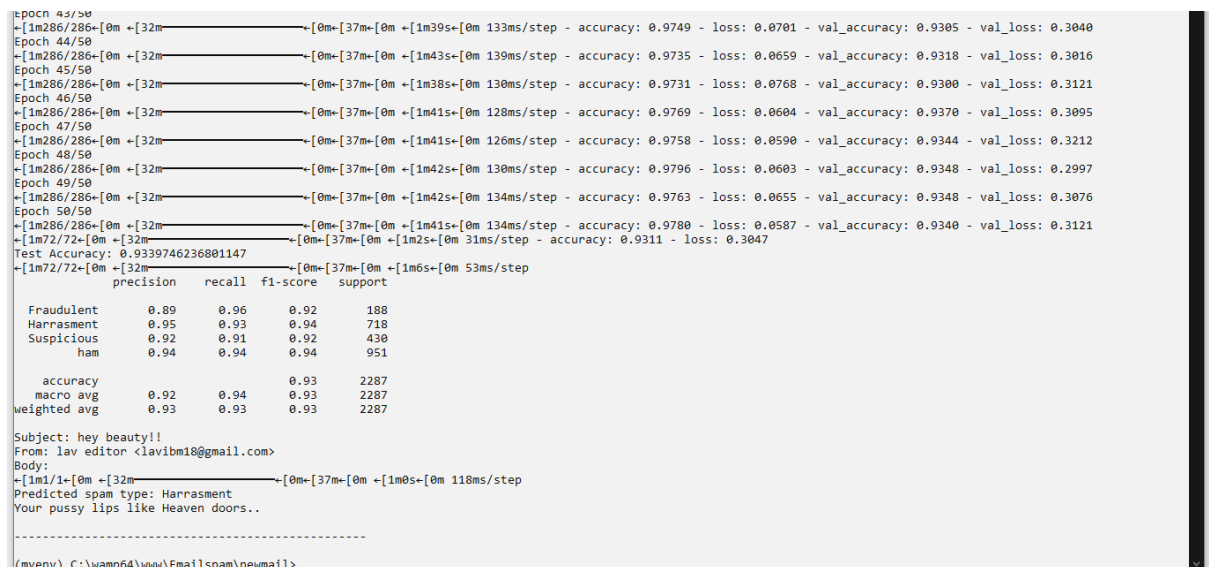 Epoch 43/50
←[1m286/286←[0m ←[32m━━━━━━━━━━━━━━━━━━━━←[0m←[37m←[0m ←[1m39s←[0m 133ms/step - accuracy: 0.9749 - loss: 0.0701 - val_accuracy: 0.9305 - val_loss: 0.3040
Epoch 44/50
←[1m286/286←[0m ←[32m━━━━━━━━━━━━━━━━━━━━←[0m←[37m←[0m ←[1m43s←[0m 139ms/step - accuracy: 0.9735 - loss: 0.0659 - val_accuracy: 0.9318 - val_loss: 0.3016
Epoch 45/50
←[1m286/286←[0m ←[32m━━━━━━━━━━━━━━━━━━━━←[0m←[37m←[0m ←[1m38s←[0m 130ms/step - accuracy: 0.9731 - loss: 0.0768 - val_accuracy: 0.9300 - val_loss: 0.3121
Epoch 46/50
←[1m286/286←[0m ←[32m━━━━━━━━━━━━━━━━━━━━←[0m←[37m←[0m ←[1m41s←[0m 128ms/step - accuracy: 0.9769 - loss: 0.0604 - val_accuracy: 0.9370 - val_loss: 0.3095
Epoch 47/50
←[1m286/286←[0m ←[32m━━━━━━━━━━━━━━━━━━━━←[0m←[37m←[0m ←[1m41s←[0m 126ms/step - accuracy: 0.9758 - loss: 0.0590 - val_accuracy: 0.9344 - val_loss: 0.3212
Epoch 48/50
←[1m286/286←[0m ←[32m━━━━━━━━━━━━━━━━━━━━←[0m←[37m←[0m ←[1m42s←[0m 130ms/step - accuracy: 0.9796 - loss: 0.0603 - val_accuracy: 0.9348 - val_loss: 0.2997
Epoch 49/50
←[1m286/286←[0m ←[32m━━━━━━━━━━━━━━━━━━━━←[0m←[37m←[0m ←[1m42s←[0m 134ms/step - accuracy: 0.9763 - loss: 0.0655 - val_accuracy: 0.9348 - val_loss: 0.3076
Epoch 50/50
←[1m286/286←[0m ←[32m━━━━━━━━━━━━━━━━━━━━←[0m←[37m←[0m ←[1m41s←[0m 134ms/step - accuracy: 0.9780 - loss: 0.0587 - val_accuracy: 0.9340 - val_loss: 0.3121
←[1m72/72←[0m ←[32m━━━━━━━━━━━━━━━━━━━━←[0m←[37m←[0m ←[1m2s←[0m 31ms/step - accuracy: 0.9311 - loss: 0.3047
Test Accuracy: 0.9339746236801147
←[1m72/72←[0m ←[32m━━━━━━━━━━━━━━━━━━━━←[0m←[37m←[0m ←[1m6s←[0m 53ms/step
precision recall f1-score support
Fraudulent 0.89 0.96 0.92 188
Harrasment 0.95 0.93 0.94 718
Suspicious 0.92 0.91 0.92 430
ham 0.94 0.94 0.94 951
accuracy 0.93 2287
macro avg 0.92 0.94 0.93 2287
weighted avg 0.93 0.93 0.93 2287
Subject: hey beauty!!
From: lav editor <lavibm18@gmail.com>
Body:
←[1m1/1←[0m ←[32m━━━━━━━━━━━━━━━━━━━━←[0m←[37m←[0m ←[1m0s←[0m 118ms/step
Predicted spam type: Harrasment
Your pussy lips like Heaven doors..
--------------------------------------------------
(myenv) C:\wamp64\www\Emailspam\newmail>